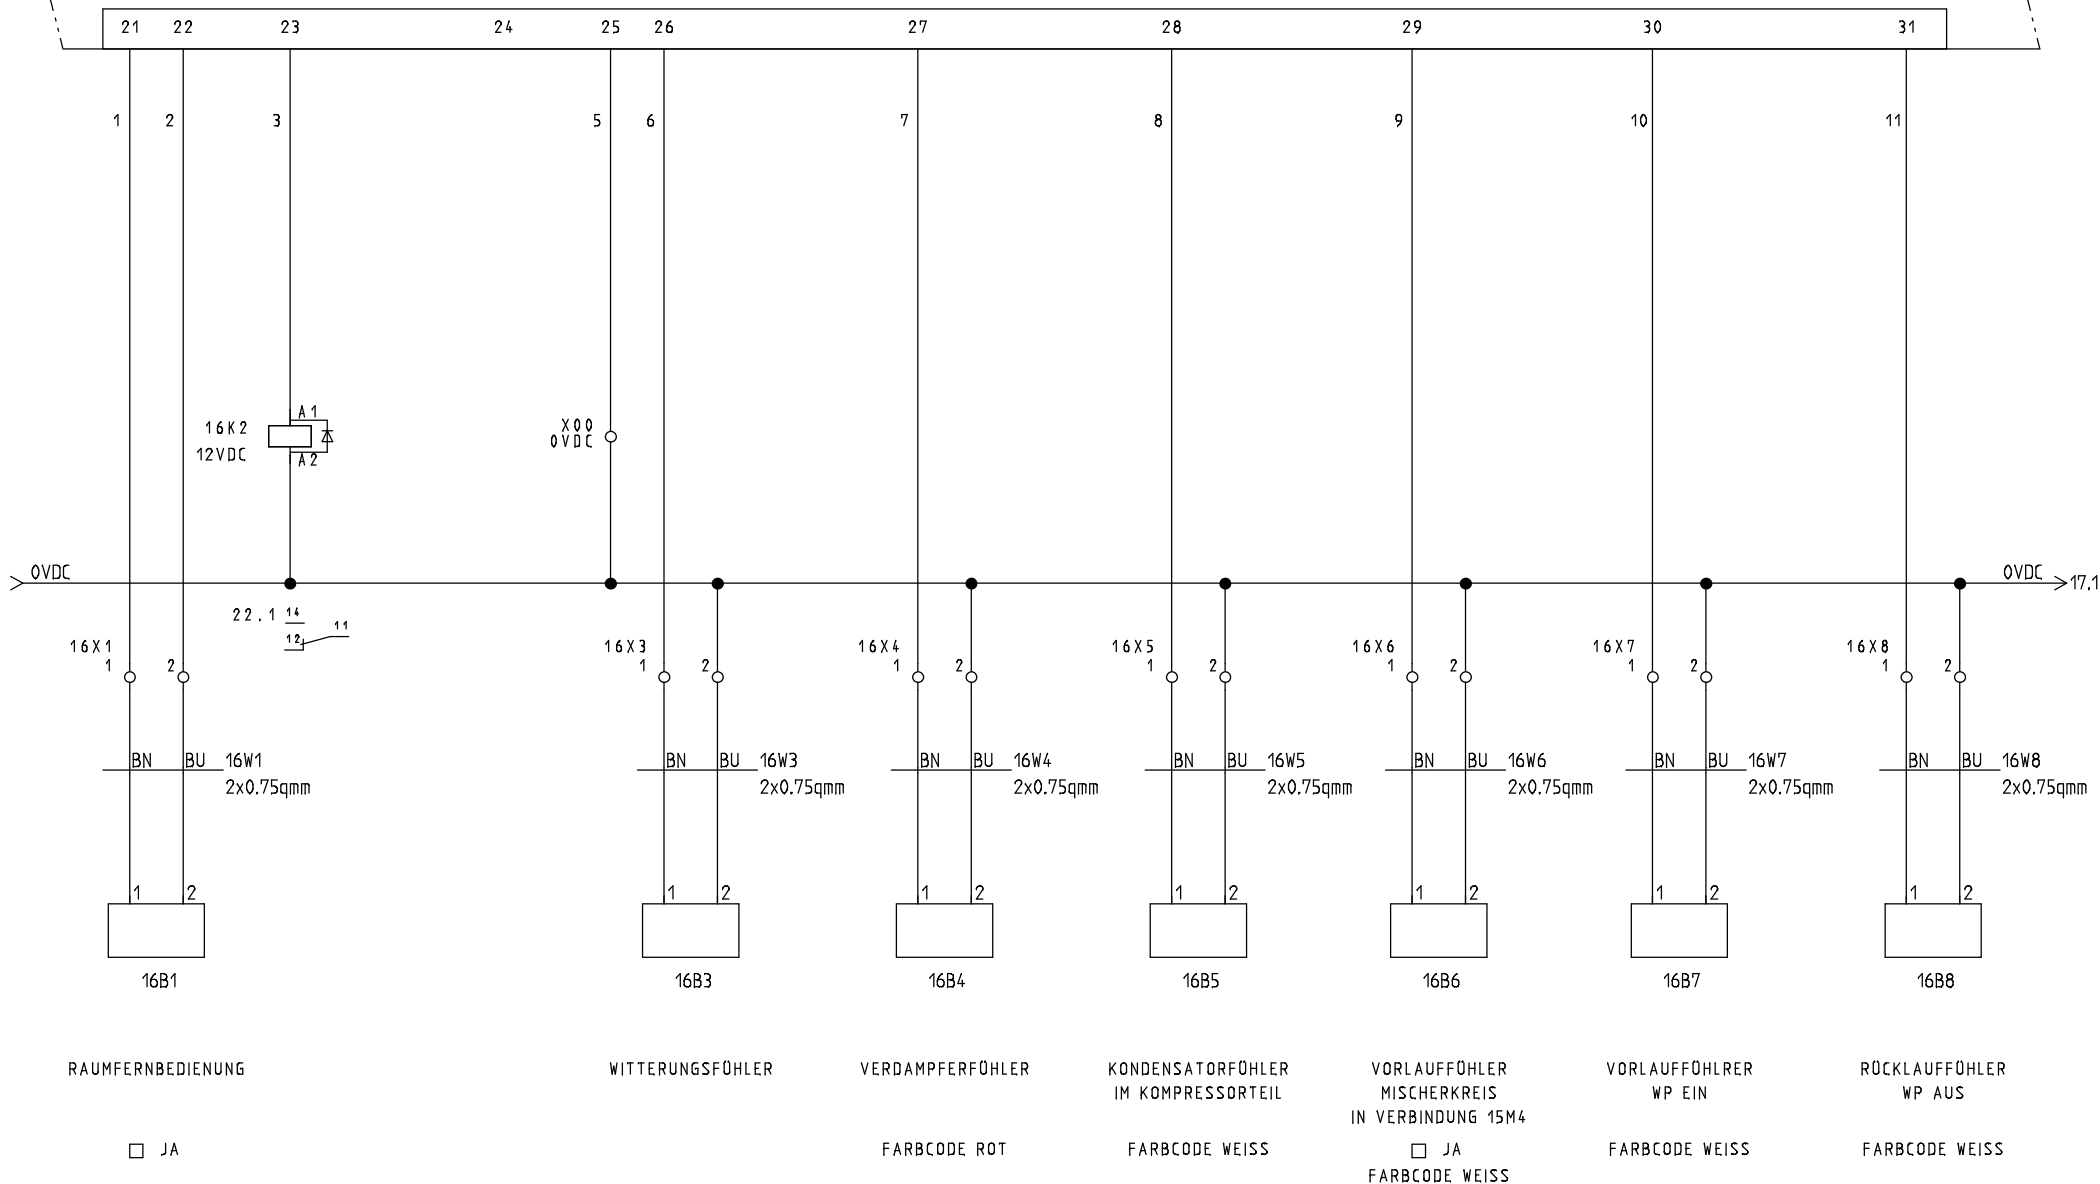 21 22 23 24 25 26 27 28 29 30 31
1 2 3 5 6 7 8 9 10 11
A1
16K2
12VDC
A2
X00
0VDC
0VDC
0VDC 17.1
22.1 14
12 11
16X1 16X3 16X4 16X5 16X6 16X7 16X8
1 2 1 2 1 2 1 2 1 2 1 2 1 2
BN BU 16W1 BN BU 16W3 BN BU 16W4 BN BU 16W5 BN BU 16W6 BN BU 16W7 BN BU 16W8
2x0.75qmm 2x0.75qmm 2x0.75qmm 2x0.75qmm 2x0.75qmm 2x0.75qmm 2x0.75qmm
1 2 1 2 1 2 1 2 1 2 1 2 1 2
16B1 16B3 16B4 16B5 16B6 16B7 16B8
RAUMFERNBEDIENUNG
JA
WITTERUNGSFÜHLER
VERDAMPFERFÜHLER
FARBCODE ROT
KONDENSATORFÜHLER
IM KOMPRESSORTEIL
FARBCODE WEISS
VORLAUFFÜHLER
MISCHERKREIS
IN VERBINDUNG 15M4
JA
FARBCODE WEISS
VORLAUFFÜHLRER
WP EIN
FARBCODE WEISS
RÜCKLAUFFÜHLER
WP AUS
FARBCODE WEISS